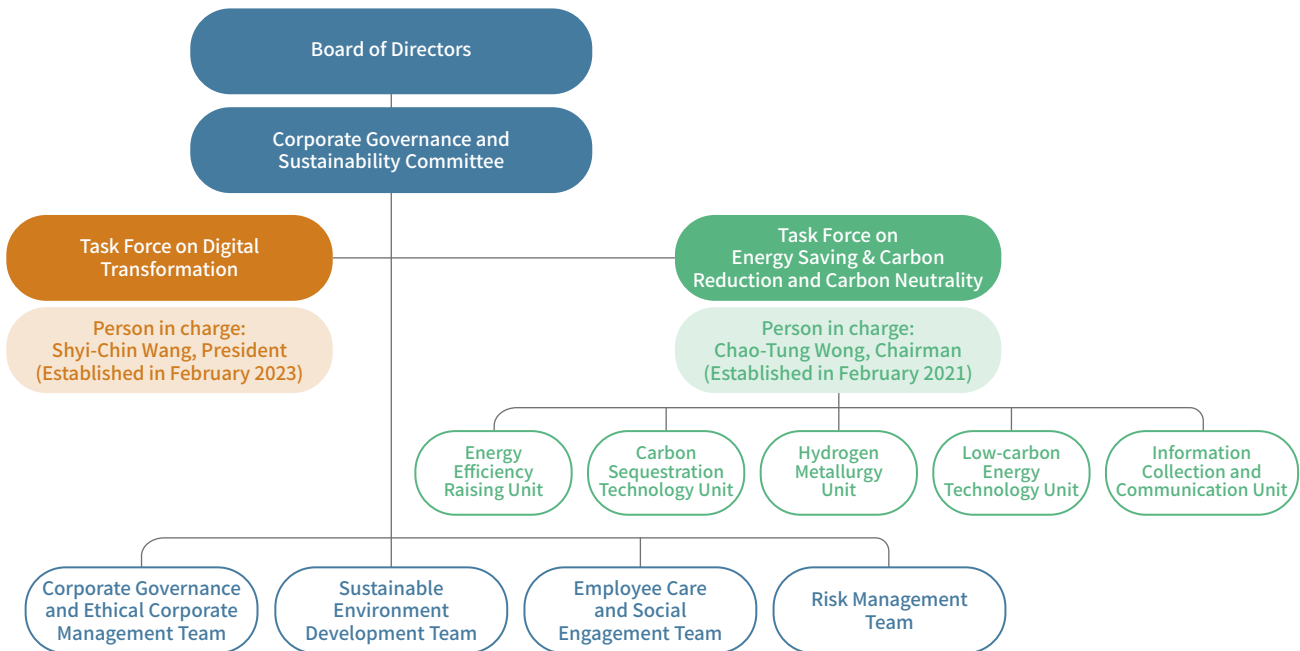 Board of Directors
Corporate Governance and
Sustainability Committee
Task Force on Digital
Transformation
Person in charge:
Shyi-Chin Wang, President
(Established in February 2023)
Task Force on
Energy Saving & Carbon
Reduction and Carbon Neutrality
Person in charge:
Chao-Tung Wong, Chairman
(Established in February 2021)
Energy
Efficiency
Raising Unit
Carbon
Sequestration
Technology Unit
Hydrogen
Metallurgy
Unit
Low-carbon
Energy
Technology Unit
Information
Collection and
Communication Unit
Corporate Governance
and Ethical Corporate
Management Team
Sustainable
Environment
Development Team
Employee Care
and Social
Engagement Team
Risk Management
Team